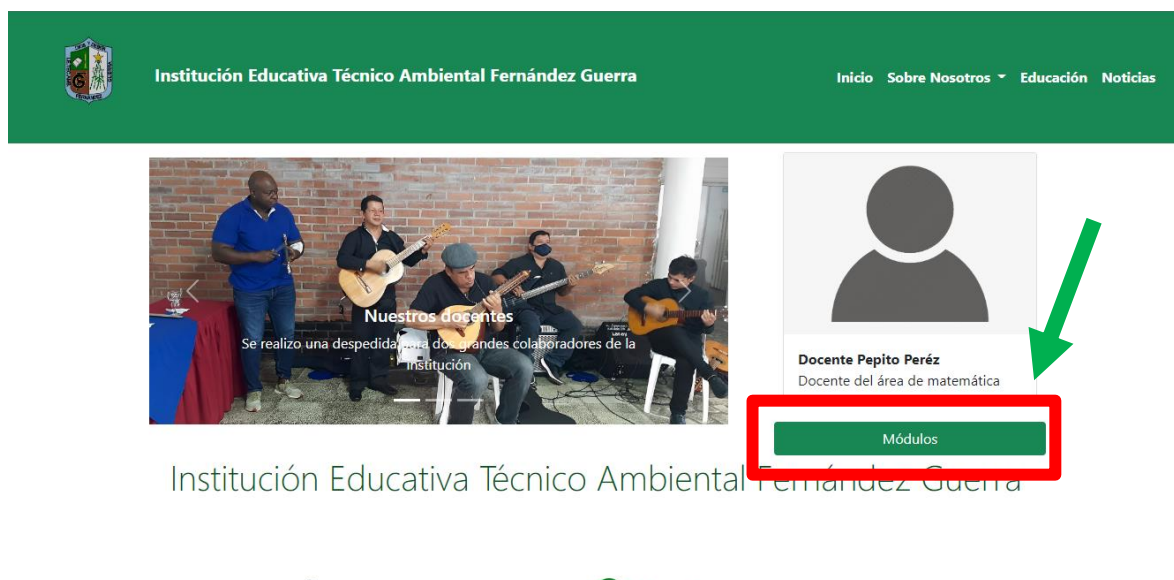 Institución Educativa Técnico Ambiental Fernández Guerra
Inicio Sobre Nosotros Educación Noticias
Nuestros docentes
Se realizo una despedida para dos grandes colaboradores de la
institución
Docente Pepito Peréz
Docente del área de matemática
Módulos
Institución Educativa Técnico Ambiental Fernández Guerra